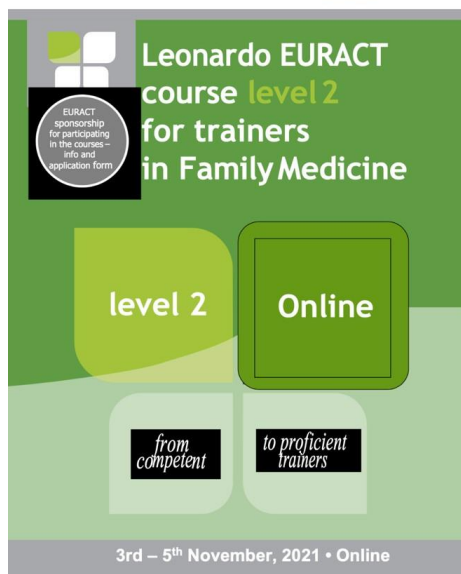 Leonardo EURACT
course level 2
for trainers
in Family Medicine
EURACT
sponsorship
for participating
in the courses –
info and
application form
level 2
Online
from
competent
to proficient
trainers
3rd – 5th November, 2021 • Online